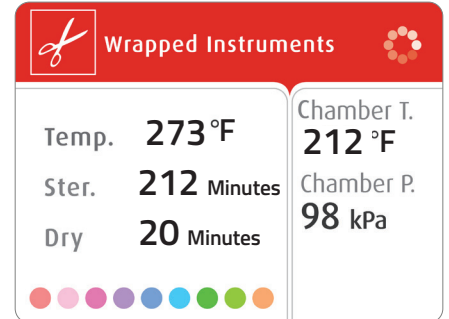 Wrapped Instruments
Temp. 273°F
Ster. 212 Minutes
Dry 20 Minutes
Chamber T.
212 °F
Chamber P.
98 kPa